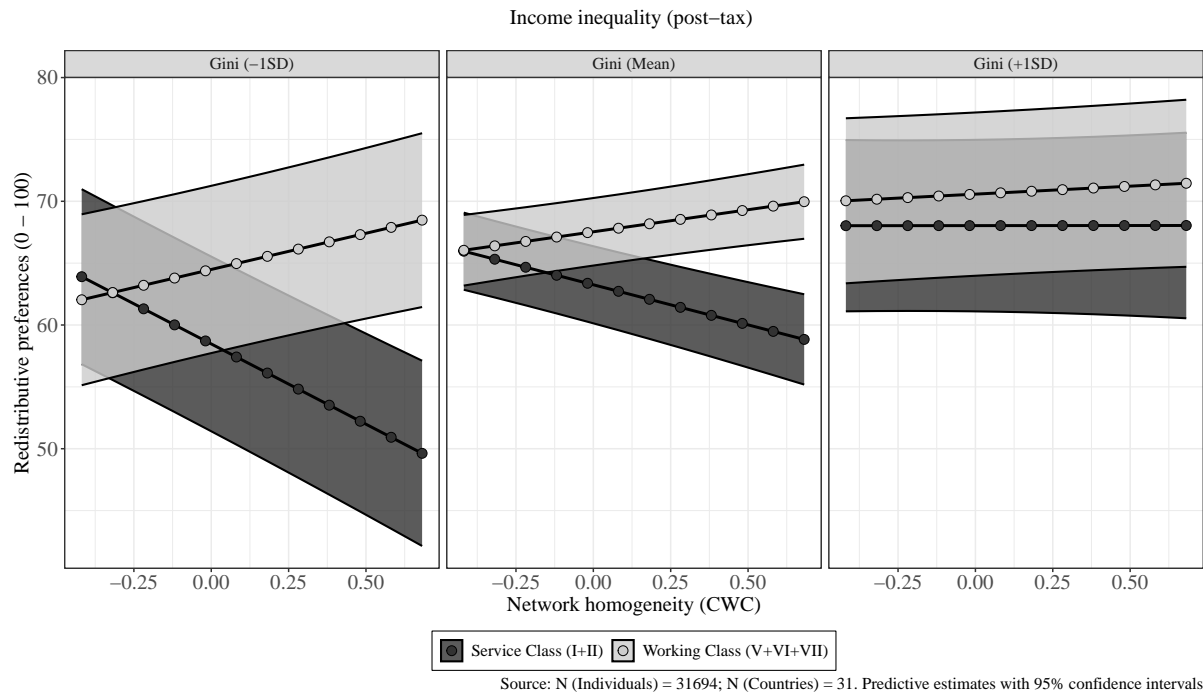 Income inequality (post−tax)
Gini (−1SD)
Gini (Mean)
Gini (+1SD)
Redistributive preferences (0 − 100)
80
70
60
50
−0.25 0.00 0.25 0.50
−0.25 0.00 0.25 0.50
−0.25 0.00 0.25 0.50
Network homogeneity (CWC)
Service Class (I+II) Working Class (V+VI+VII)
Source: N (Individuals) = 31694; N (Countries) = 31. Predictive estimates with 95% confidence intervals